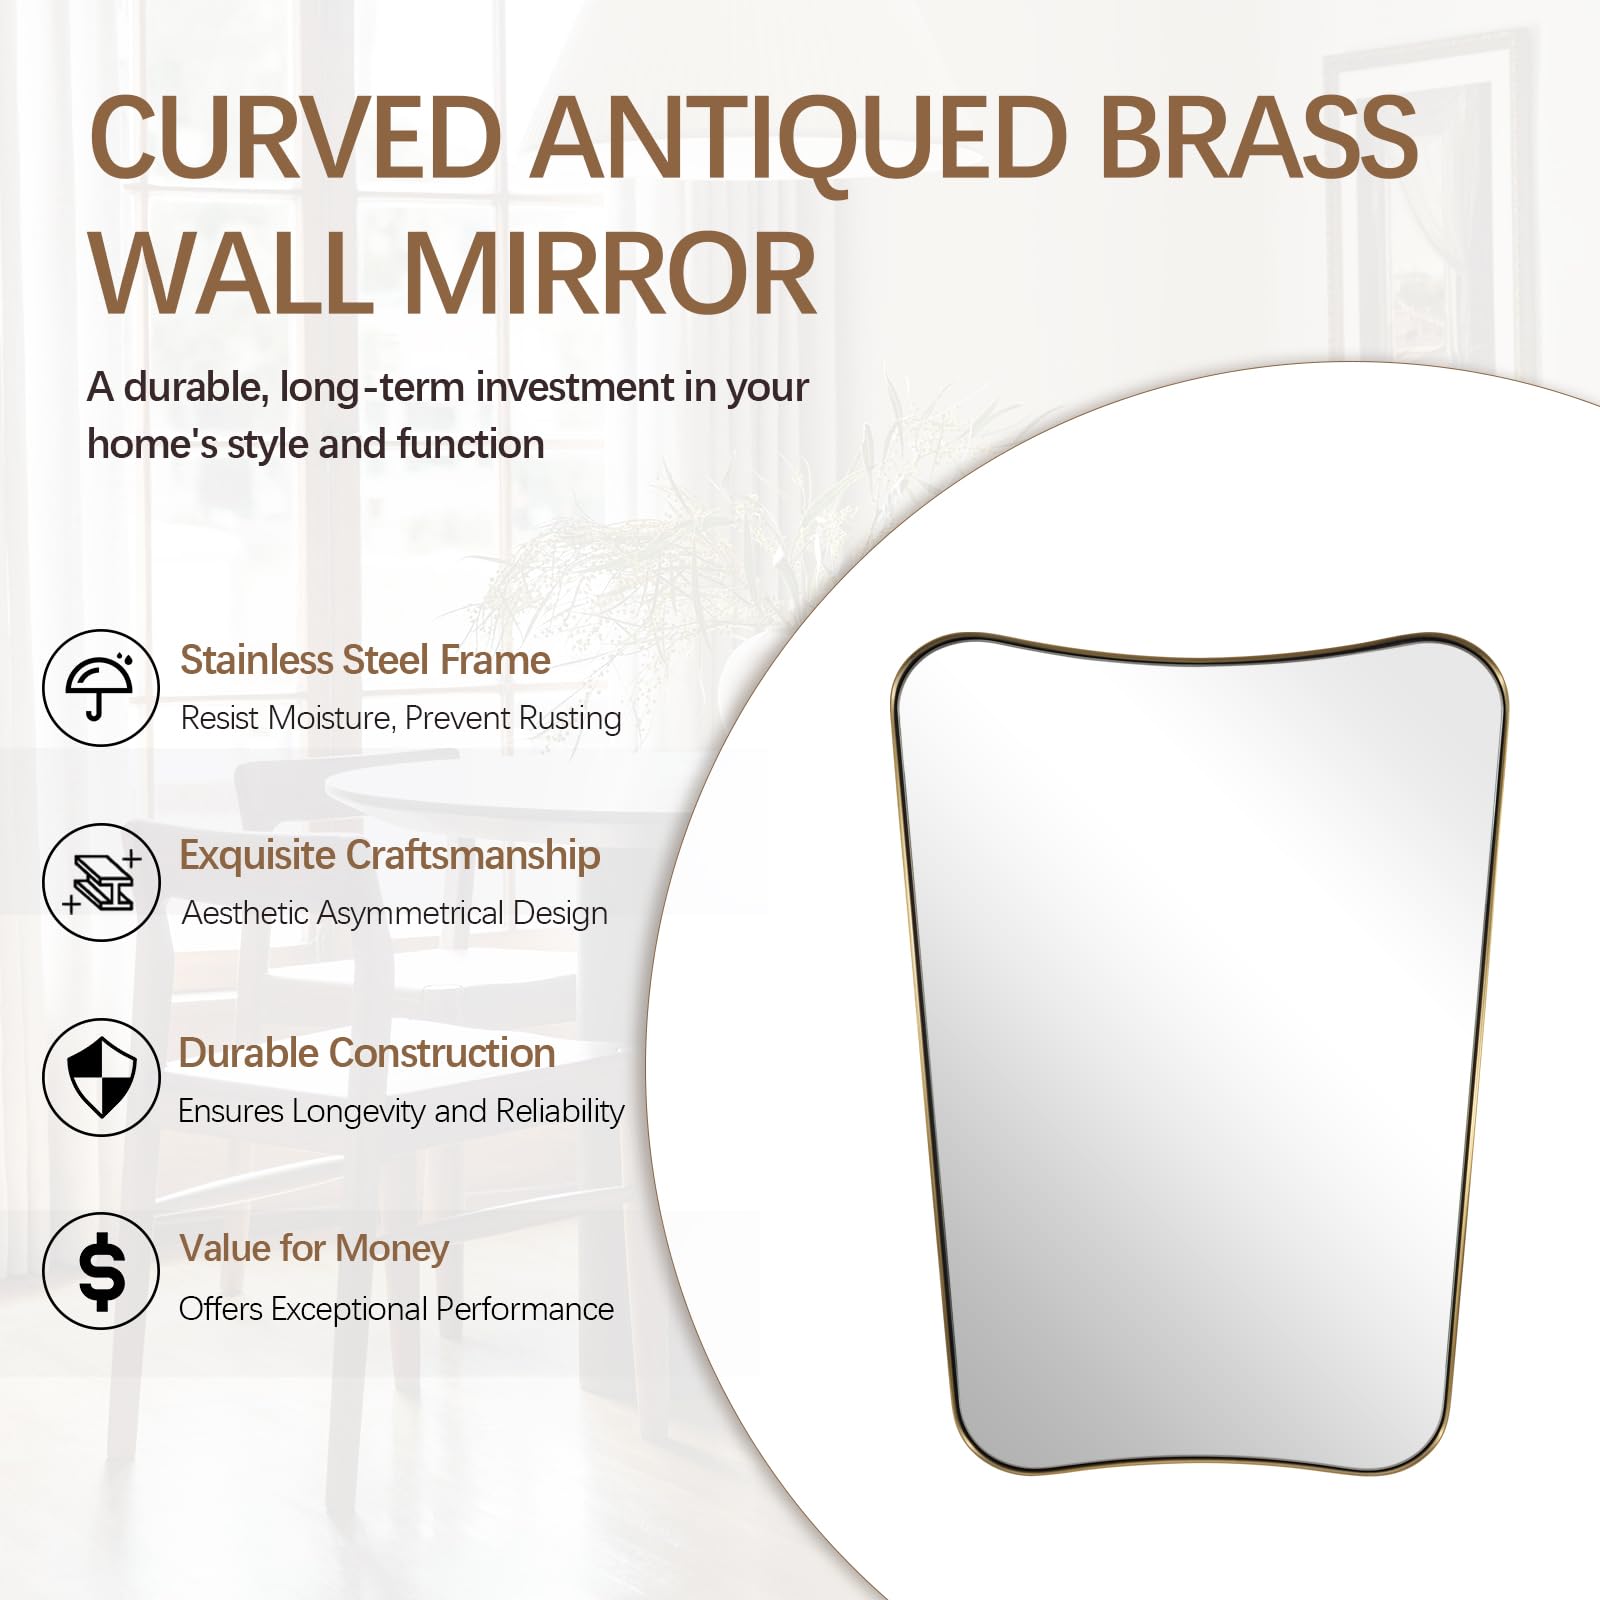 CURVED ANTIQUED BRASS
WALL MIRROR
A durable, long-term investment in your
home's style and function
Stainless Steel Frame
Resist Moisture, Prevent Rusting
Exquisite Craftsmanship
Aesthetic Asymmetrical Design
Durable Construction
Ensures Longevity and Reliability
Value for Money
Offers Exceptional Performance